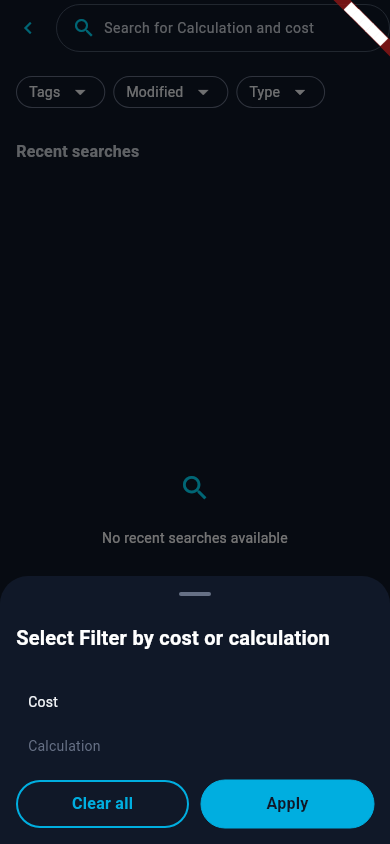 Search for Calculation and cost
Tags
Modified
Type
Recent searches
No recent searches available
Select Filter by cost or calculation
Cost
Calculation
Clear all
Apply